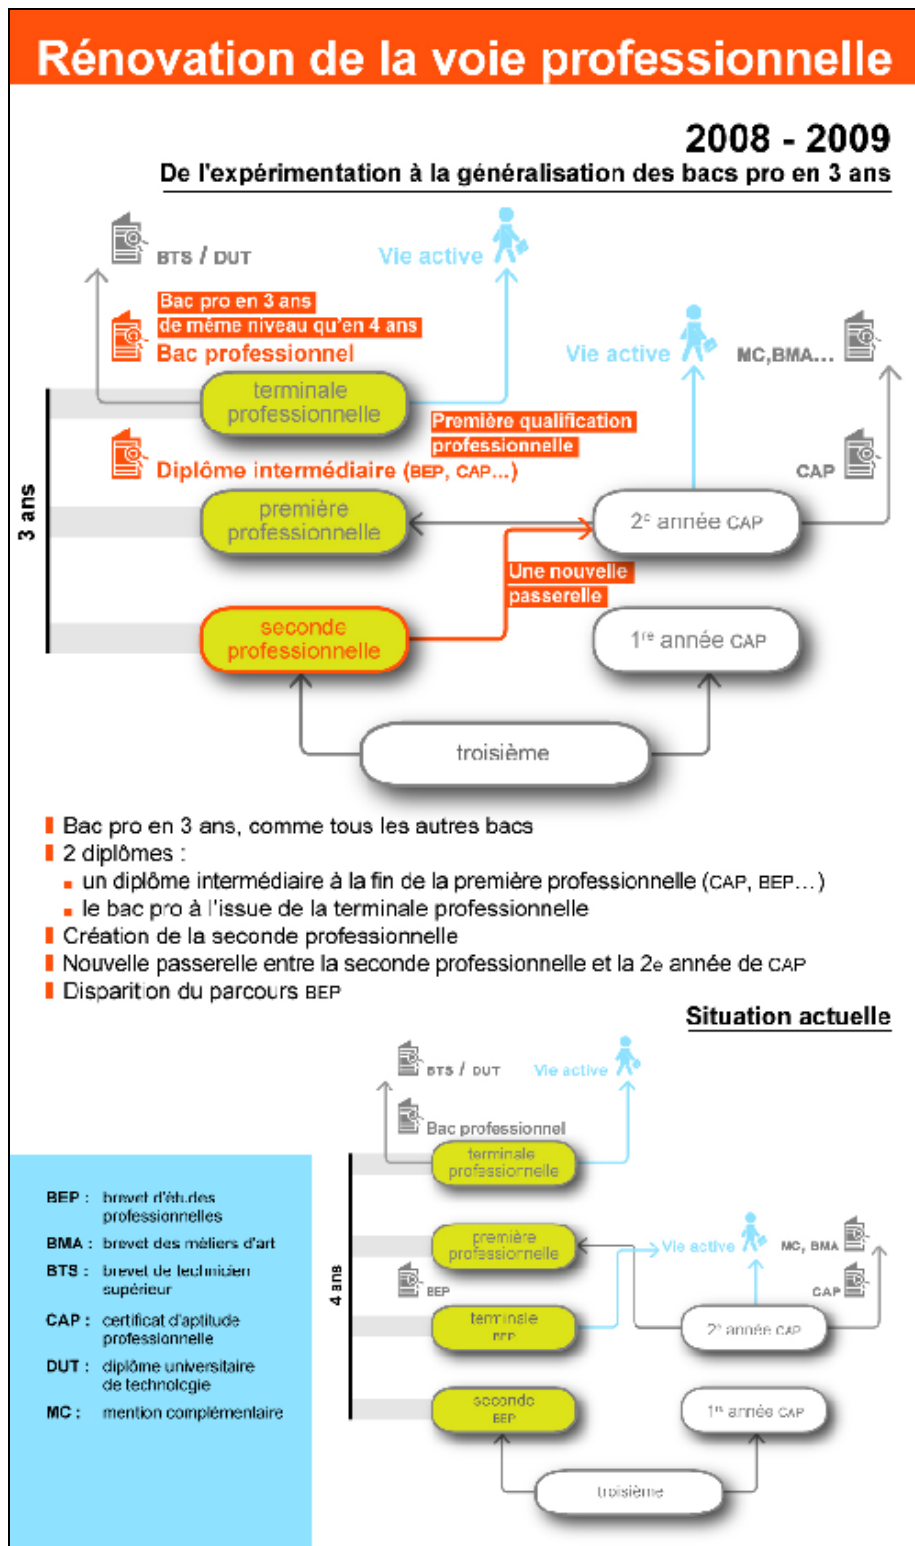 Rénovation de la voie professionnelle
2008 - 2009
De l'expérimentation à la généralisation des bacs pro en 3 ans
BTS / DUT
Vie active
Bac pro en 3 ans
de même niveau qu'en 4 ans
Bac professionnel
Vie active
MC,BMA...
terminale
professionnelle
Première qualification
professionnelle
Diplôme intermédiaire (BEP, CAP...)
CAP
3 ans
première
professionnelle
2e année CAP
Une nouvelle
passerelle
seconde
professionnelle
1re année CAP
troisième
Bac pro en 3 ans, comme tous les autres bacs
2 diplômes :
un diplôme intermédiaire à la fin de la première professionnelle (CAP, BEP...)
le bac pro à l'issue de la terminale professionnelle
Création de la seconde professionnelle
Nouvelle passerelle entre la seconde professionnelle et la 2e année de CAP
Disparition du parcours BEP
Situation actuelle
BTS / DUT
Vie active
Bac professionnel
terminale
professionnelle
première
professionnelle
Vie active
MC, BMA
4 ans
BEP
CAP
terminale
BEP
2e année CAP
seconde
BEP
1re année CAP
troisième
BEP : brevet d'études
professionnelles
BMA : brevet des métiers d'art
BTS : brevet de technicien
supérieur
CAP : certificat d'aptitude
professionnelle
DUT : diplôme universitaire
de technologie
MC : mention complémentaire